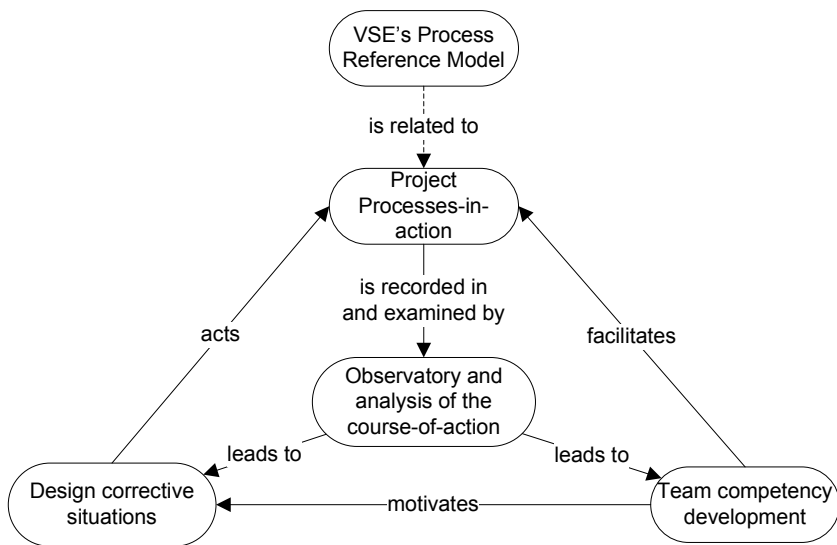 VSE's Process
Reference Model
is related to
Project
Processes-in-
action
is recorded in
and examined by
acts
facilitates
Observatory and
analysis of the
course-of-action
leads to
leads to
Design corrective
situations
motivates
Team competency
development